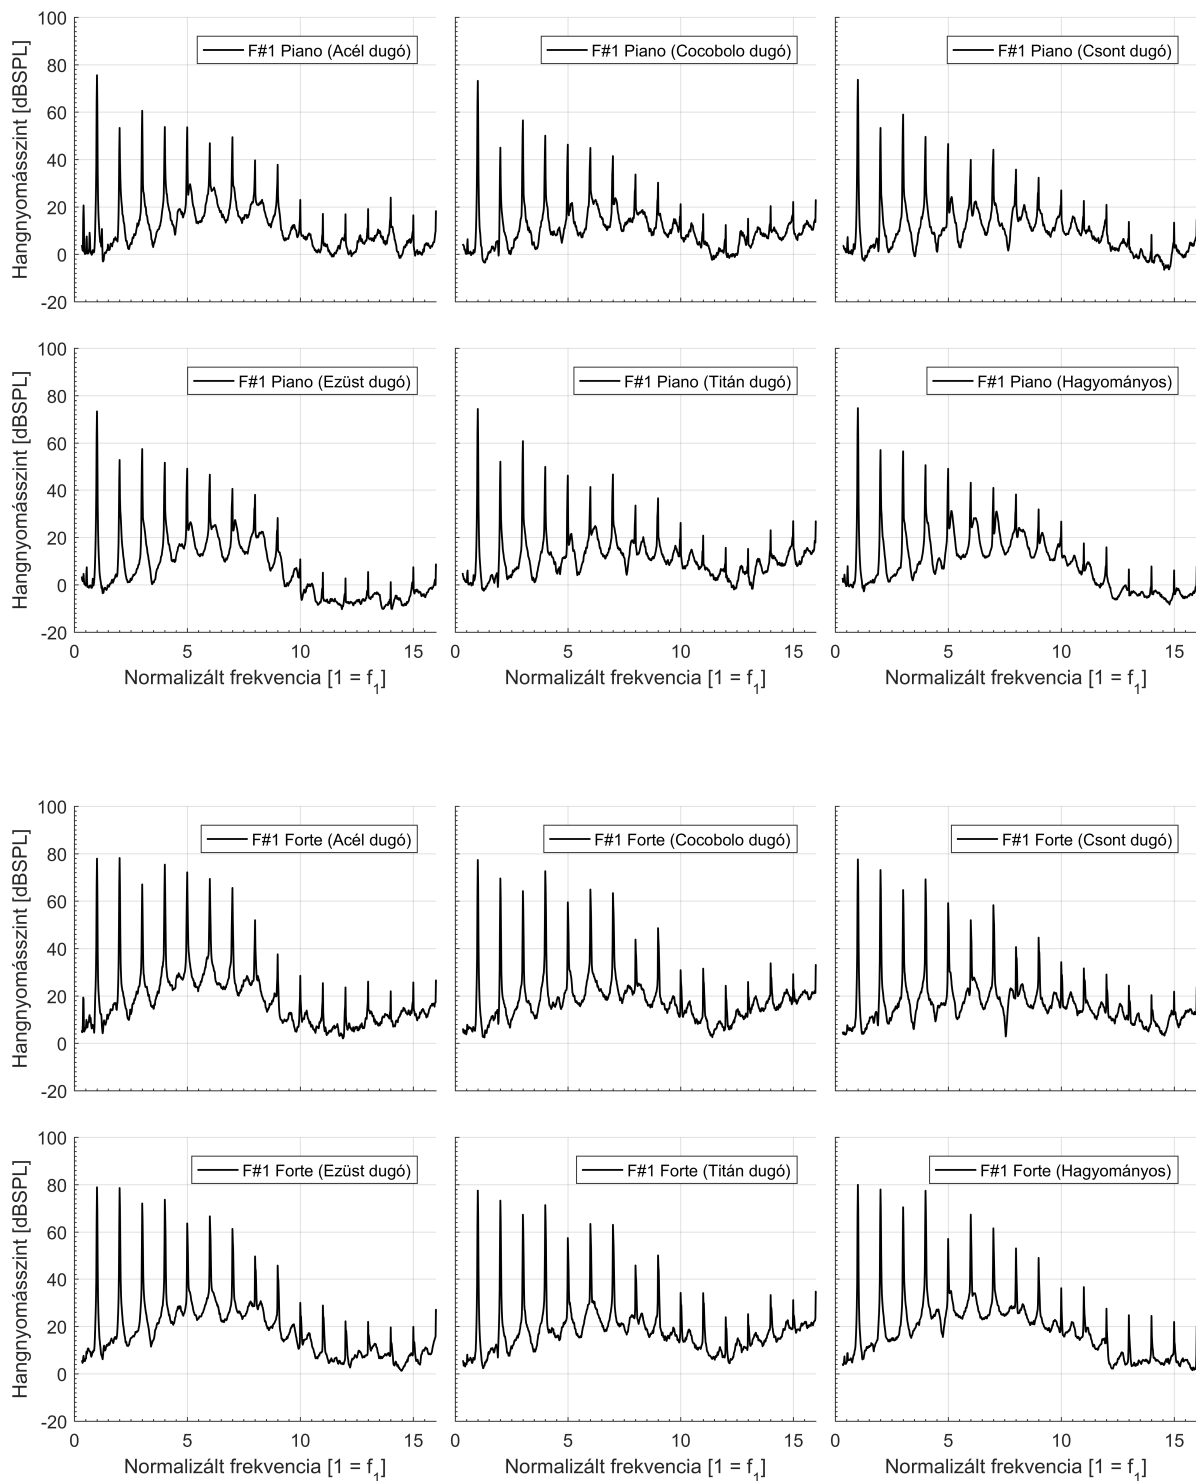 F#1 Piano (Acél dugó)
F#1 Piano (Cocobolo dugó)
F#1 Piano (Csont dugó)
Hangnyomásszint [dBSPL]
80
60
40
20
0
-20
F#1 Piano (Ezüst dugó)
F#1 Piano (Titán dugó)
F#1 Piano (Hagyományos)
Hangnyomásszint [dBSPL]
100
80
60
40
20
0
-20
0 5 10 15
0 5 10 15
0 5 10 15
Normalizált frekvencia [1 = f1]
Normalizált frekvencia [1 = f1]
Normalizált frekvencia [1 = f1]
F#1 Forte (Acél dugó)
F#1 Forte (Cocobolo dugó)
F#1 Forte (Csont dugó)
Hangnyomásszint [dBSPL]
100
80
60
40
20
0
-20
F#1 Forte (Ezüst dugó)
F#1 Forte (Titán dugó)
F#1 Forte (Hagyományos)
Hangnyomásszint [dBSPL]
100
80
60
40
20
0
-20
0 5 10 15
0 5 10 15
0 5 10 15
Normalizált frekvencia [1 = f1]
Normalizált frekvencia [1 = f1]
Normalizált frekvencia [1 = f1]